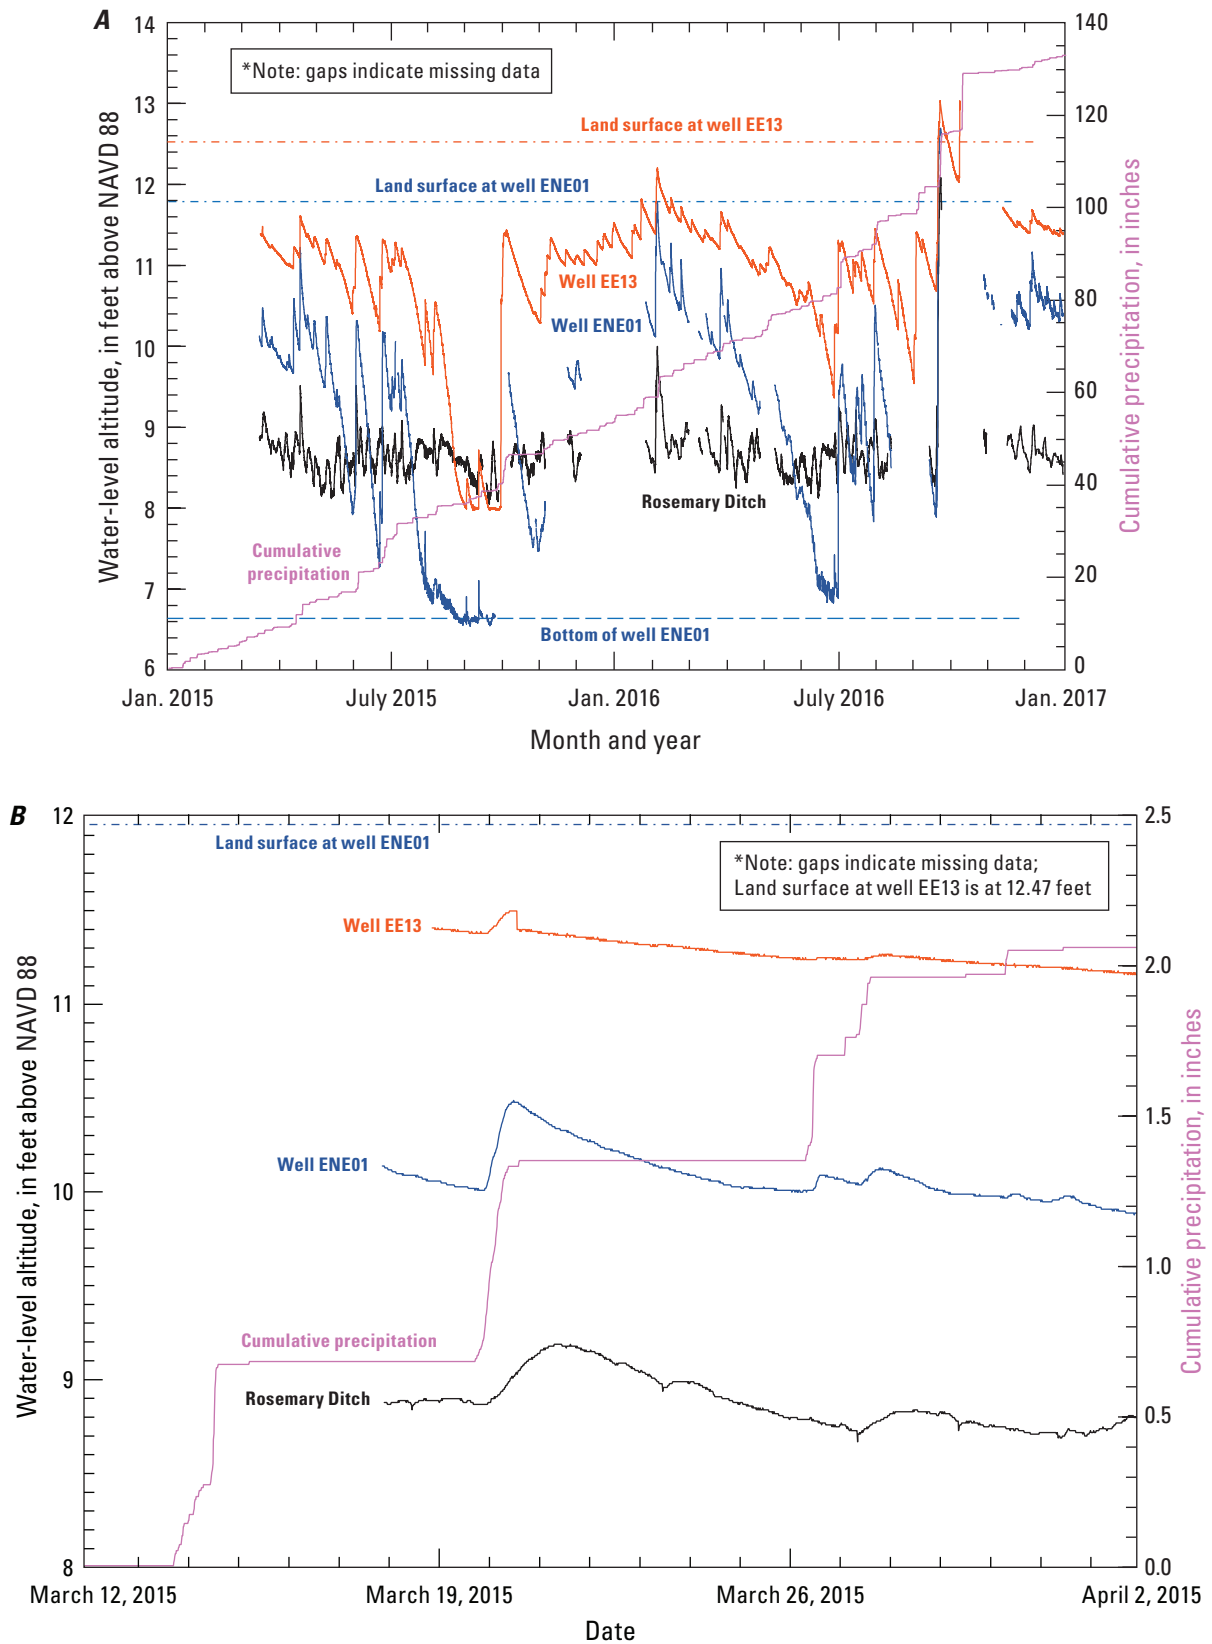 A
14
13
12
11
10
9
8
7
6
Water-level altitude, in feet above NAVD 88
*Note: gaps indicate missing data
Land surface at well EE13
Land surface at well ENE01
Well EE13
Well ENE01
Rosemary Ditch
Cumulative
precipitation
Bottom of well ENE01
140
120
100
80
60
40
20
0
Cumulative precipitation, in inches
Jan. 2015
July 2015
Jan. 2016
July 2016
Jan. 2017
Month and year
B
12
11
10
9
8
Water-level altitude, in feet above NAVD 88
Land surface at well ENE01
*Note: gaps indicate missing data;
Land surface at well EE13 is at 12.47 feet
Well EE13
Well ENE01
Cumulative precipitation
Rosemary Ditch
2.5
2.0
1.5
1.0
0.5
0.0
Cumulative precipitation, in inches
March 12, 2015
March 19, 2015
March 26, 2015
April 2, 2015
Date